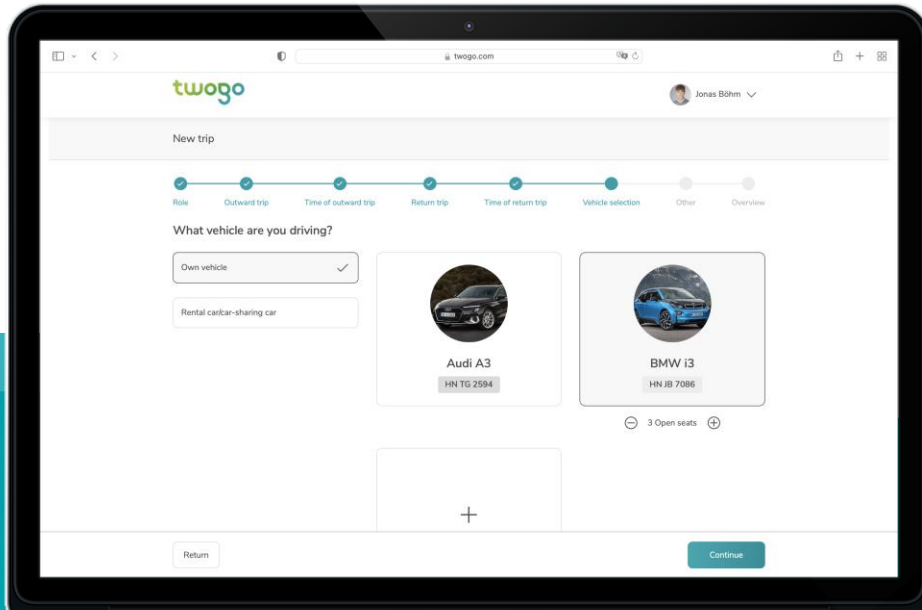 twogo.com
twogo
Jonas Böhm
New trip
Role
Outward trip
Time of outward trip
Return trip
Time of return trip
Vehicle selection
Other
Overview
What vehicle are you driving?
Own vehicle
Rental car/car-sharing car
Audi A3
HN TG 2594
BMW i3
HN JB 7086
3 Open seats
Return
Continue